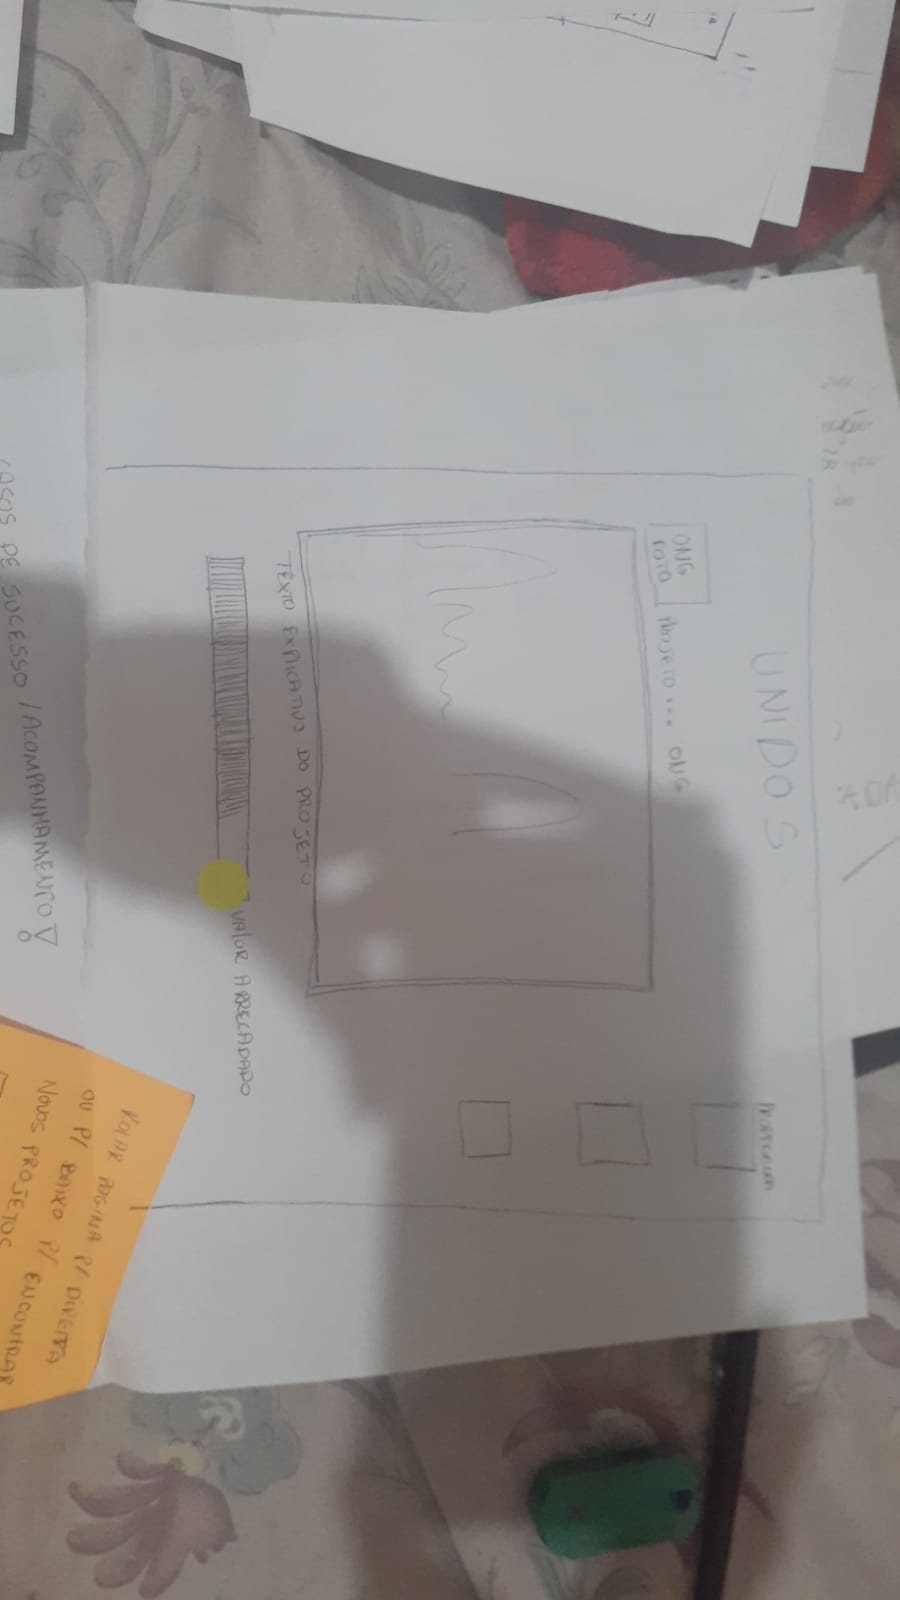 UNIDOS
ONG
FOTO
PROJETO... ONG
TEXTO EXPLICATIVO DO PROJETO
VALOR ARRECADADO
CASOS DE SUCESSO / ACOMPANHAMENTO!
ROLAR PÁGINA P/ DIREITA
OU P/ BAIXO P/ ENCONTRAR
NOVOS PROJETOS